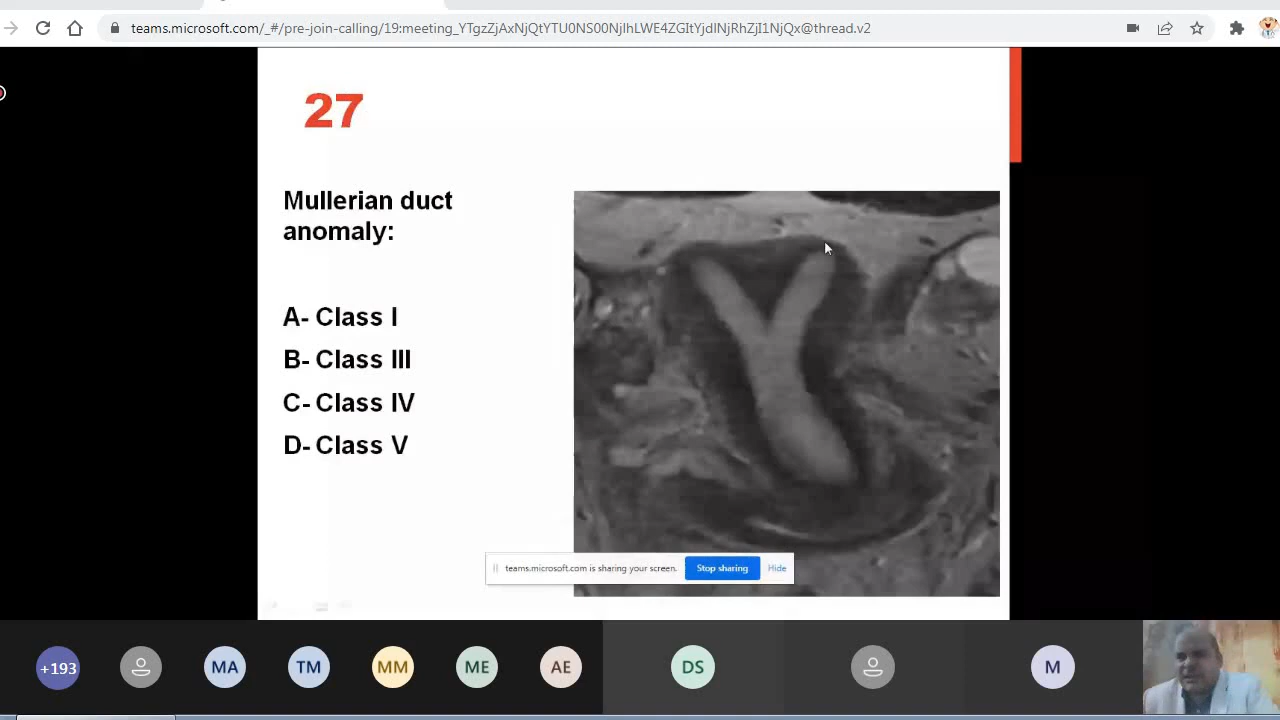 teams.microsoft.com/_#/pre-join-calling/19:meeting_YTgzZjAxNjQtYTU0NS00NjlhLWE4ZGItYjdlNjRhZjI1NjQx@thread.v2
27
Mullerian duct
anomaly:
A- Class I
B- Class III
C- Class IV
D- Class V
teams.microsoft.com is sharing your screen. Stop sharing Hide
+193 MA TM MM ME AE DS M